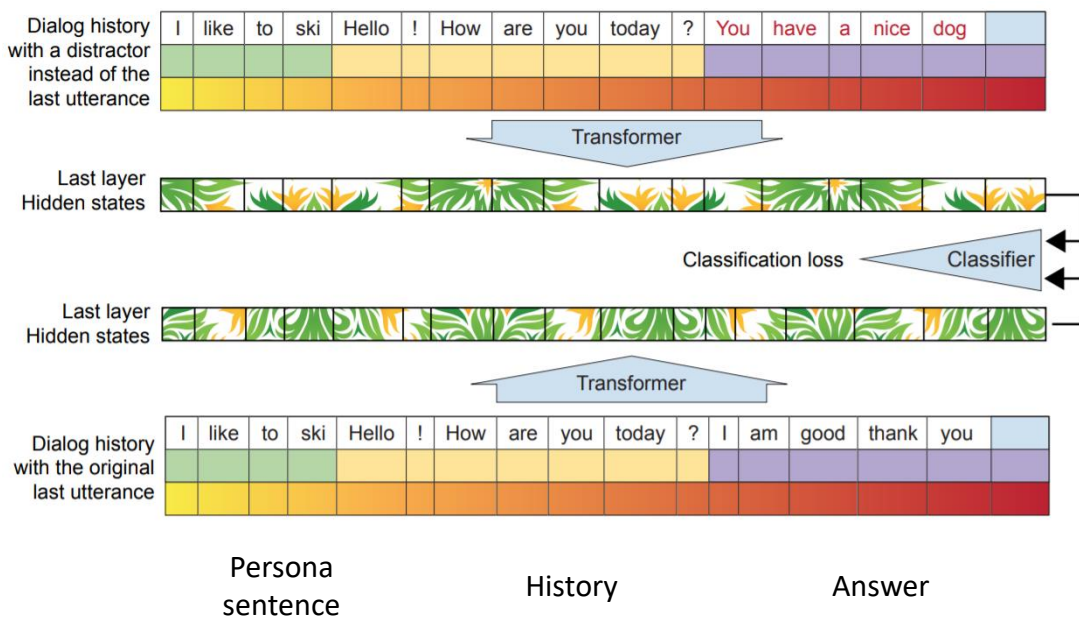 Dialog history
with a distractor
instead of the
last utterance
I like to ski Hello ! How are you today ? You have a nice dog
Transformer
Last layer
Hidden states
Classification loss
Classifier
Last layer
Hidden states
Transformer
Dialog history
with the original
last utterance
I like to ski Hello ! How are you today ? I am good thank you
Persona
sentence
History
Answer